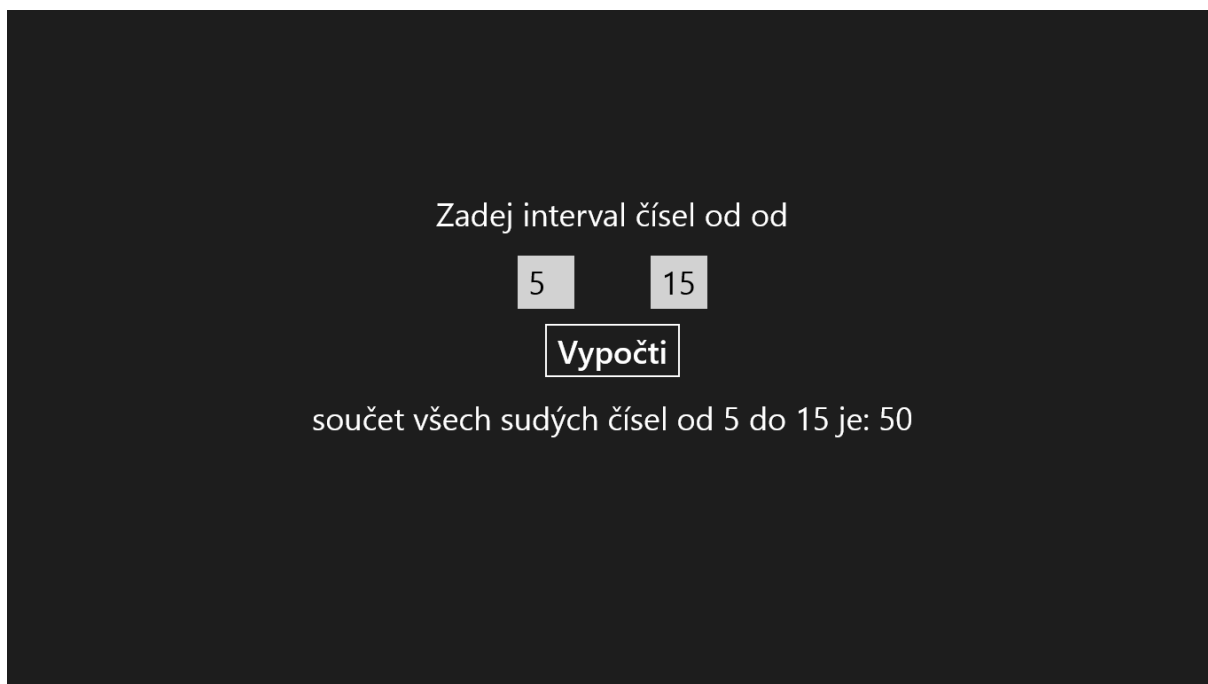 Zadej interval čísel od od
5 15
Vypočti
součet všech sudých čísel od 5 do 15 je: 50